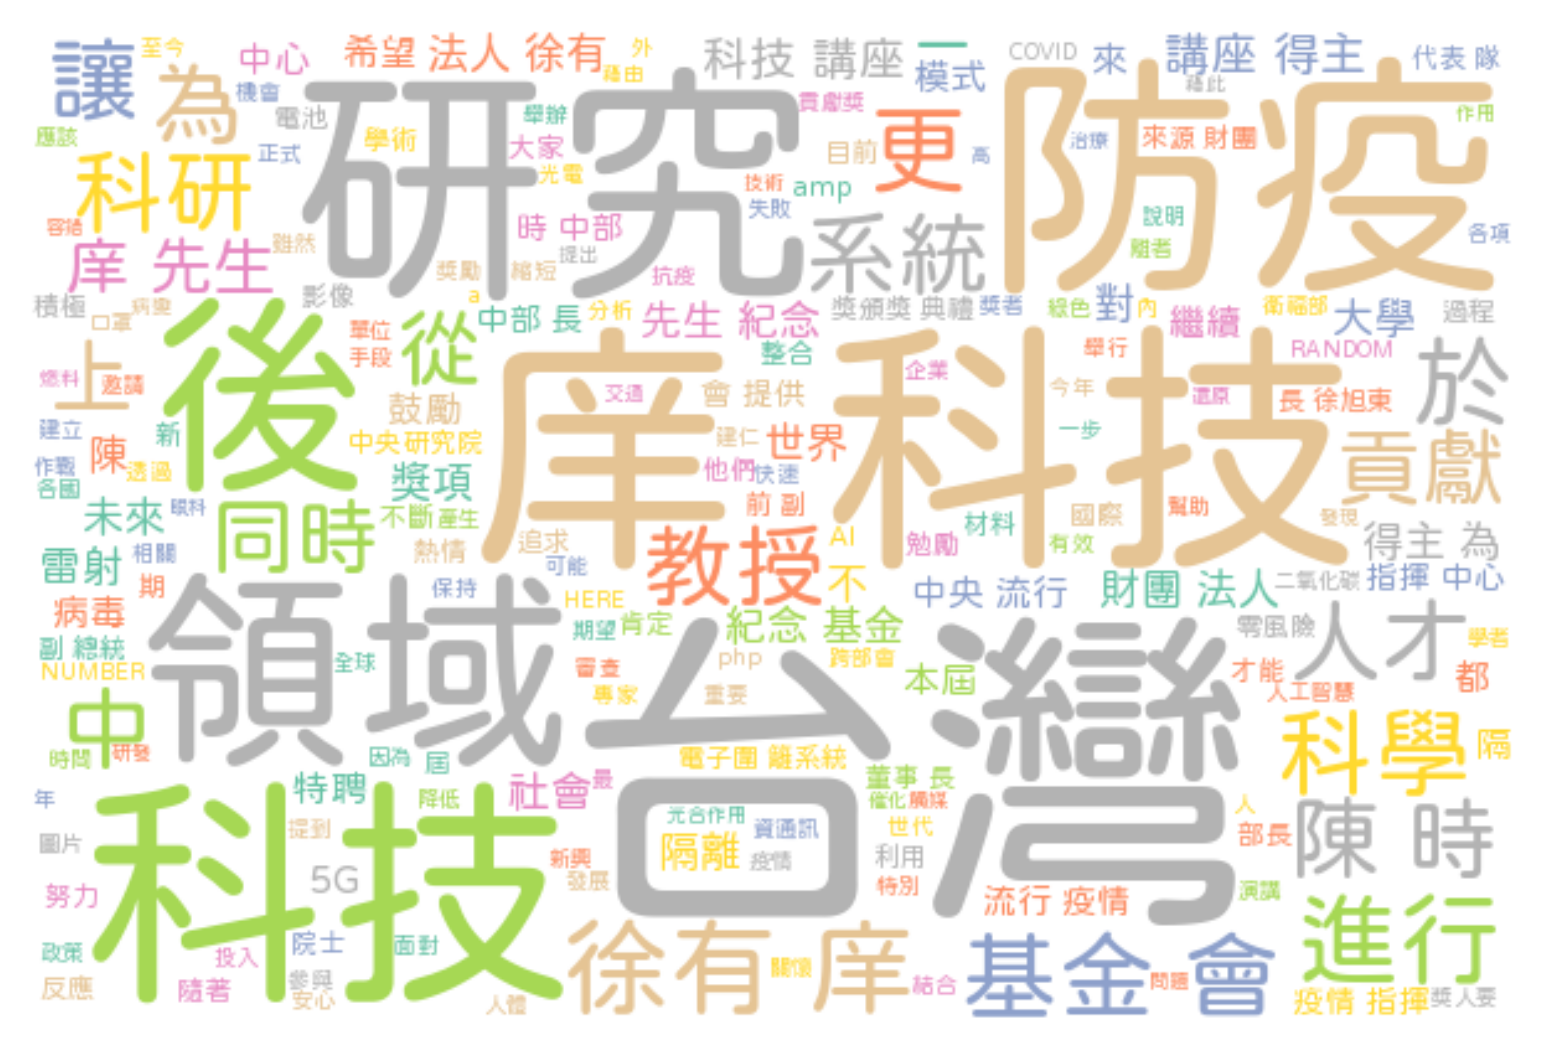 讓
至今
為
中心
機會
希望 法人 徐有
外
藉由
科技 講座
一
模式
COVID
來
講座 得主
代表 隊
藉此
應該
電池
正式
學術
舉辦
大家
光電
貢獻獎
目前
更
高
治療
來源 財團
作用
科研
研究
技術
amp
失敗
防疫
說明
各項
庠 先生
雖然
時 中部
提出
獎勵
縮短
抗疫
系統
積極
病變
口罩
影像
a
中部 長
分析
先生 紀念
獎頒獎 典禮
獎者
綠色
對
內
繼續
衛福部
大學
過程
上
燃料
邀請
後
單位
手段
從
整合
舉行
RANDOM
於
鼓勵
庠 科技
交通
會 提供
企業
今年
還原
長 徐旭東
建立
陳
新
透過
作戰
各國
中央 研究院
建仁
世界
一步
貢獻
獎項
他們
快速
未來
眼科
同時
不斷
產生
前 副
材料
國際
幫助
發現
雷射
相關
期
熱情
追求
可能
教授
AI
不
勉勵
有效
得主 為
病毒
保持
HERE
中央 流行
財團 法人
二氧化碳
指揮 中心
副 總統
NUMBER
全球
領域
期望
肯定
紀念 基金
零風險
人才
學者
審查
php
跨部會
專家
重要
本屆
才能
人工智慧
都
中
時間
研發
因為
屆
台灣
電子圍 籬系統
科學
隔
年
特聘
降低
社會
最
董事 長
催化
觸媒
圖片
科技
提到
光合作用
資通訊
世代
人
部長
陳 時
5G
新興
發展
隔離
疫情
利用
努力
特別
流行 疫情
演講
政策
投入
院士
面對
徐有 庠
關懷
基金會
問題
進行
反應
隨著
參與
安心
人體
結合
疫情 指揮
獎人要